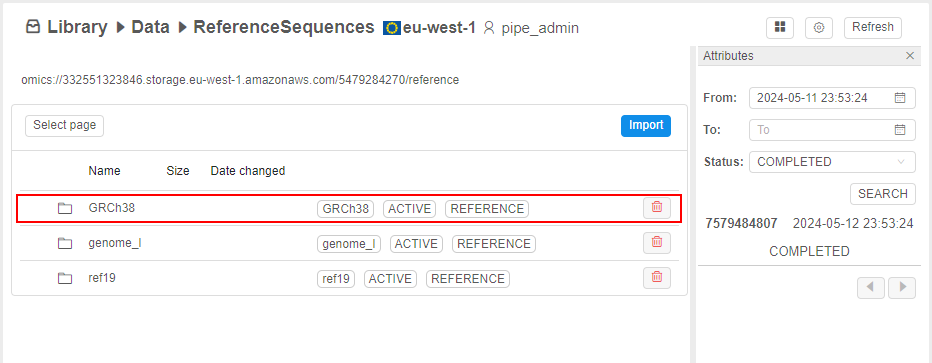 Library ▸ Data ▸ ReferenceSequences eu-west-1 pipe_admin
Refresh
omics://332551323846.storage.eu-west-1.amazonaws.com/5479284270/reference
Select page
Import
Name Size Date changed
GRCh38 GRCh38 ACTIVE REFERENCE
genome_l genome_l ACTIVE REFERENCE
ref19 ref19 ACTIVE REFERENCE
Attributes
From: 2024-05-11 23:53:24
To: To
Status: COMPLETED
SEARCH
7579484807 2024-05-12 23:53:24
COMPLETED